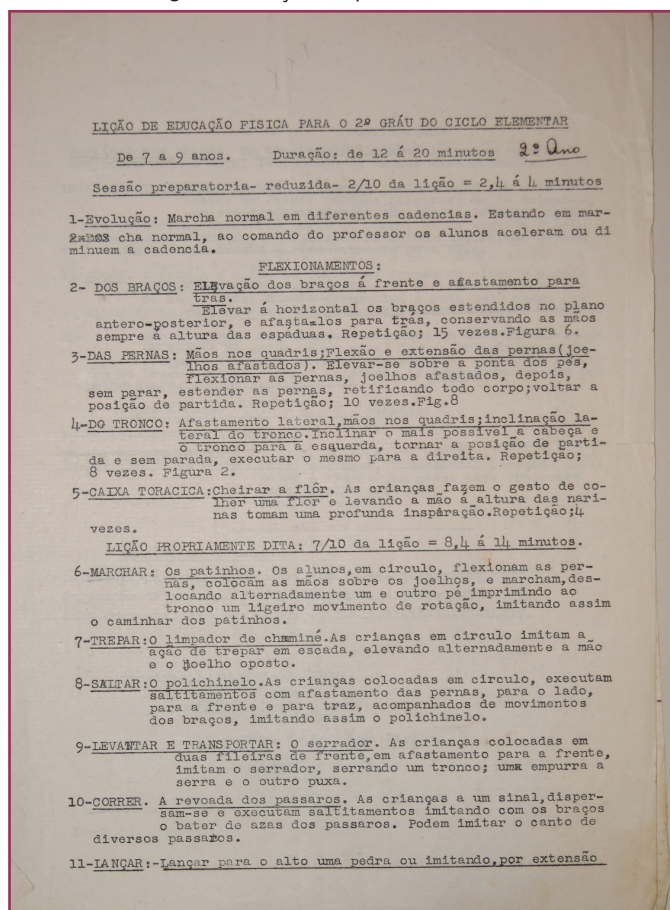 LIÇÃO DE EDUCAÇÃO FISICA PARA O 2º GRÁU DO CICLO ELEMENTAR
De 7 a 9 anos. Duração: de 12 á 20 minutos 2º Ano
Sessão preparatoria- reduzida- 2/10 da lição = 2,4 á 4 minutos
1-Evolução: Marcha normal em diferentes cadencias. Estando em mar-
cha normal, ao comando do professor os alunos aceleram ou di
minuem a cadencia.
FLEXIONAMENTOS:
2- DOS BRAÇOS: ELEvação dos braços á frente e afastamento para
tras.
Elevar á horizontal os braços estendidos no plano
antero-posterior, e afasta-los para trás, conservando as mãos
sempre á altura das espáduas. Repetição; 15 vezes.Figura 6.
3-DAS PERNAS: Mãos nos quadris;Flexão e extensão das pernas(joe-
lhos afastados). Elevar-se sobre a ponta dos pés,
flexionar as pernas, joelhos afastados, depois,
sem parar, estender as pernas, retificando todo corpo;voltar a
posição de partida. Repetição; 10 vezes.Fig.8
4-DO TRONCO: Afastamento lateral,mãos nos quadris;inclinação la-
teral do tronco.Inclinar o mais possivel a cabeça e
o tronco para a esquerda, tornar a posição de parti-
da e sem parada, executar o mesmo para a direita. Repetição;
8 vezes. Figura 2.
5-CAIXA TORACICA:Cheirar a flôr. As crianças fazem o gesto de co-
lher uma flor e levando a mão á altura das nari-
nas tomam uma profunda inspiração.Repetição;4
vezes.
LIÇÃO PROPRIAMENTE DITA: 7/10 da lição = 8,4 á 14 minutos.
6-MARCHAR: Os patinhos. Os alunos,em circulo, flexionam as per-
nas, colocam as mãos sobre os joelhos, e marcham,des-
locando alternadamente um e outro pé imprimindo ao
tronco um ligeiro movimento de rotação, imitando assim
o caminhar dos patinhos.
7-TREPAR:O limpador de chaminé.As crianças em circulo imitam a
ação de trepar em escada, elevando alternadamente a mão
e o joelho oposto.
8-SALTAR:O polichinelo.As crianças colocadas em circulo, executam
saltitamentos com afastamento das pernas, para o lado,
para a frente e para traz, acompanhados de movimentos
dos braços, imitando assim o polichinelo.
9-LEVANTAR E TRANSPORTAR: O serrador. As crianças colocadas em
duas fileiras de frente,em afastamento para a frente,
imitam o serrador, serrando um tronco; uma empurra a
serra e o outro puxa.
10-CORRER. A revoada dos passaros. As crianças a um sinal,disper-
sam-se e executam saltitamentos imitando com os braços
o bater de azas dos passaros. Podem imitar o canto de
diversos passaros.
11-LANÇAR:-Lançar para o alto uma pedra ou imitando,por extensão